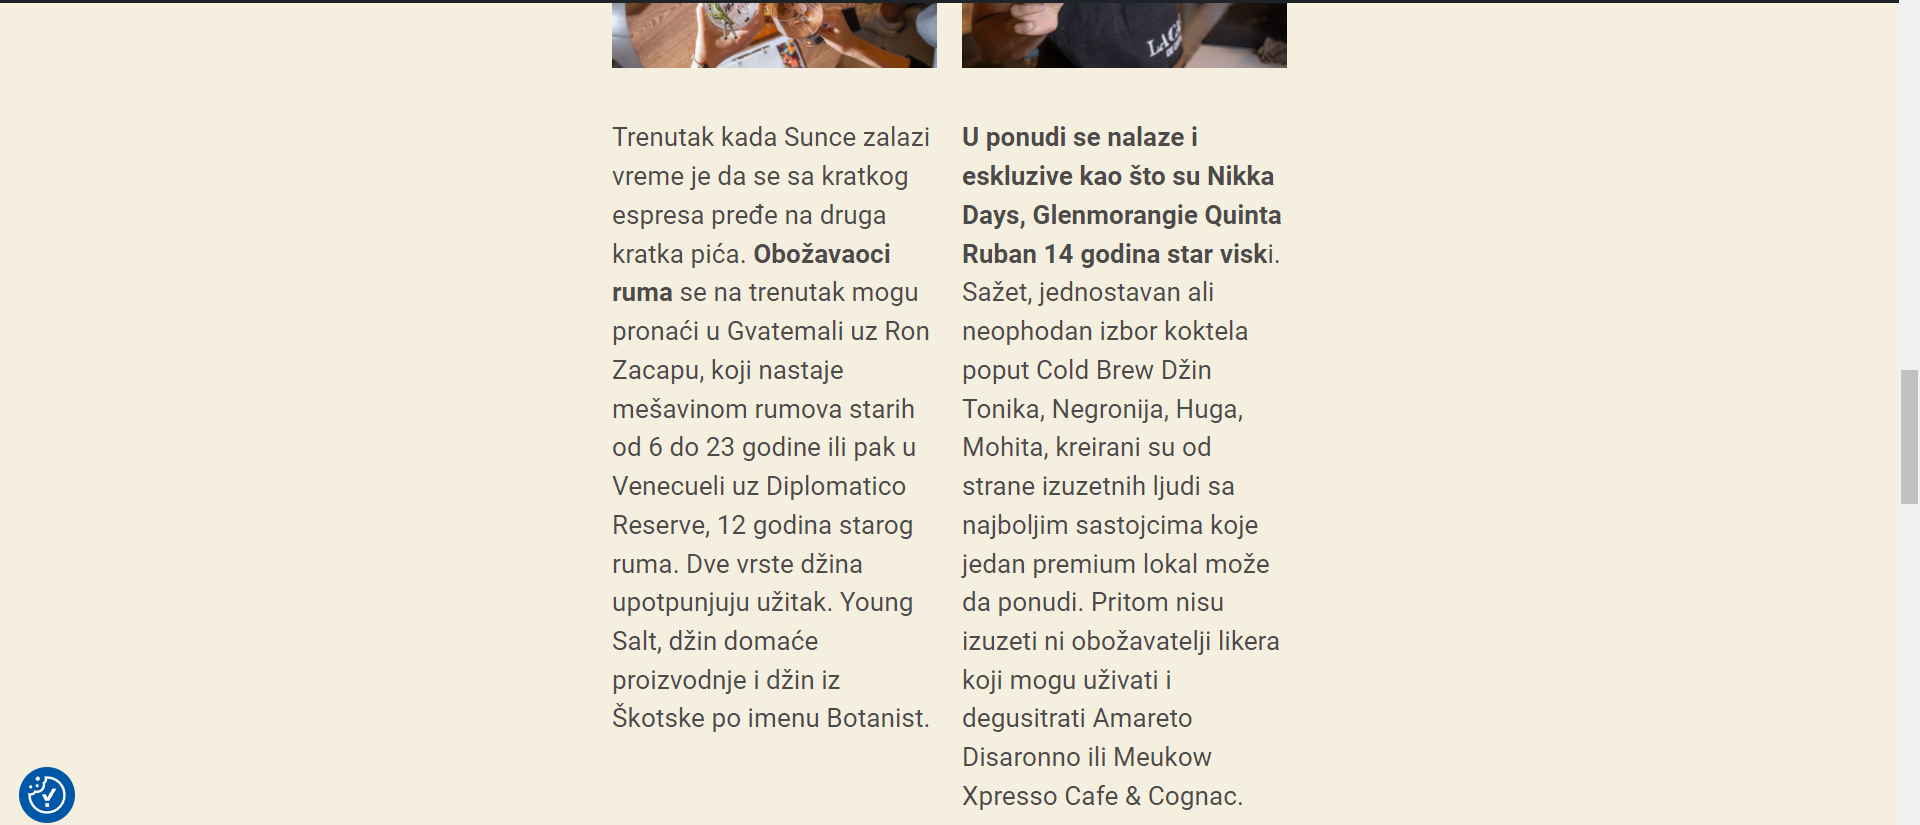 Trenutak kada Sunce zalazi
vreme je da se sa kratkog
espresa pređe na druga
kratka pića. Obožavaoci
ruma se na trenutak mogu
pronaći u Gvatemali uz Ron
Zacapu, koji nastaje
mešavinom rumova starih
od 6 do 23 godine ili pak u
Venecueli uz Diplomatico
Reserve, 12 godina starog
ruma. Dve vrste džina
upotpunjuju užitak. Young
Salt, džin domaće
proizvodnje i džin iz
Škotske po imenu Botanist.
U ponudi se nalaze i
eskluzive kao što su Nikka
Days, Glenmorangie Quinta
Ruban 14 godina star viski.
Sažet, jednostavan ali
neophodan izbor koktela
poput Cold Brew Džin
Tonika, Negronija, Huga,
Mohita, kreirani su od
strane izuzetnih ljudi sa
najboljim sastojcima koje
jedan premium lokal može
da ponudi. Pritom nisu
izuzeti ni obožavatelji likera
koji mogu uživati i
degusitrati Amareto
Disaronno ili Meukow
Xpresso Cafe & Cognac.